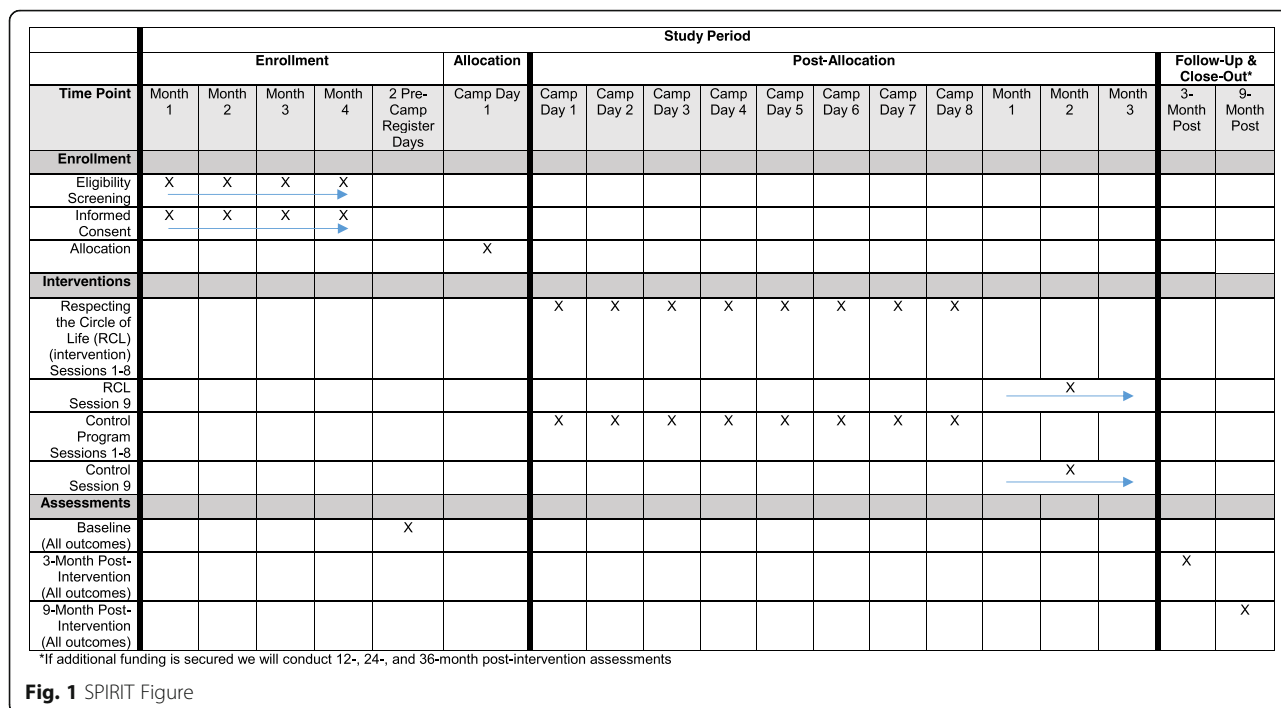 Study Period
Enrollment Allocation Post-Allocation Follow-Up &
Close-Out*
Time Point Month Month Month Month 2 Pre- Camp Day Camp Camp Camp Camp Camp Camp Camp Camp Month Month Month 3- 9-
1 2 3 4 Camp 1 Day 1 Day 2 Day 3 Day 4 Day 5 Day 6 Day 7 Day 8 1 2 3 Month Month
Register Post Post
Days
Enrollment
Eligibility X X X X
Screening
Informed X X X X
Consent
Allocation X
Interventions
Respecting X X X X X X X X
the Circle of
Life (RCL)
(intervention)
Sessions 1-8
RCL X
Session 9
Control X X X X X X X X
Program
Sessions 1-8
Control X
Session 9
Assessments
Baseline X
(All outcomes)
3-Month Post- X
Intervention
(All outcomes)
9-Month Post- X
Intervention
(All outcomes)
*If additional funding is secured we will conduct 12-, 24-, and 36-month post-intervention assessments
Fig. 1 SPIRIT Figure